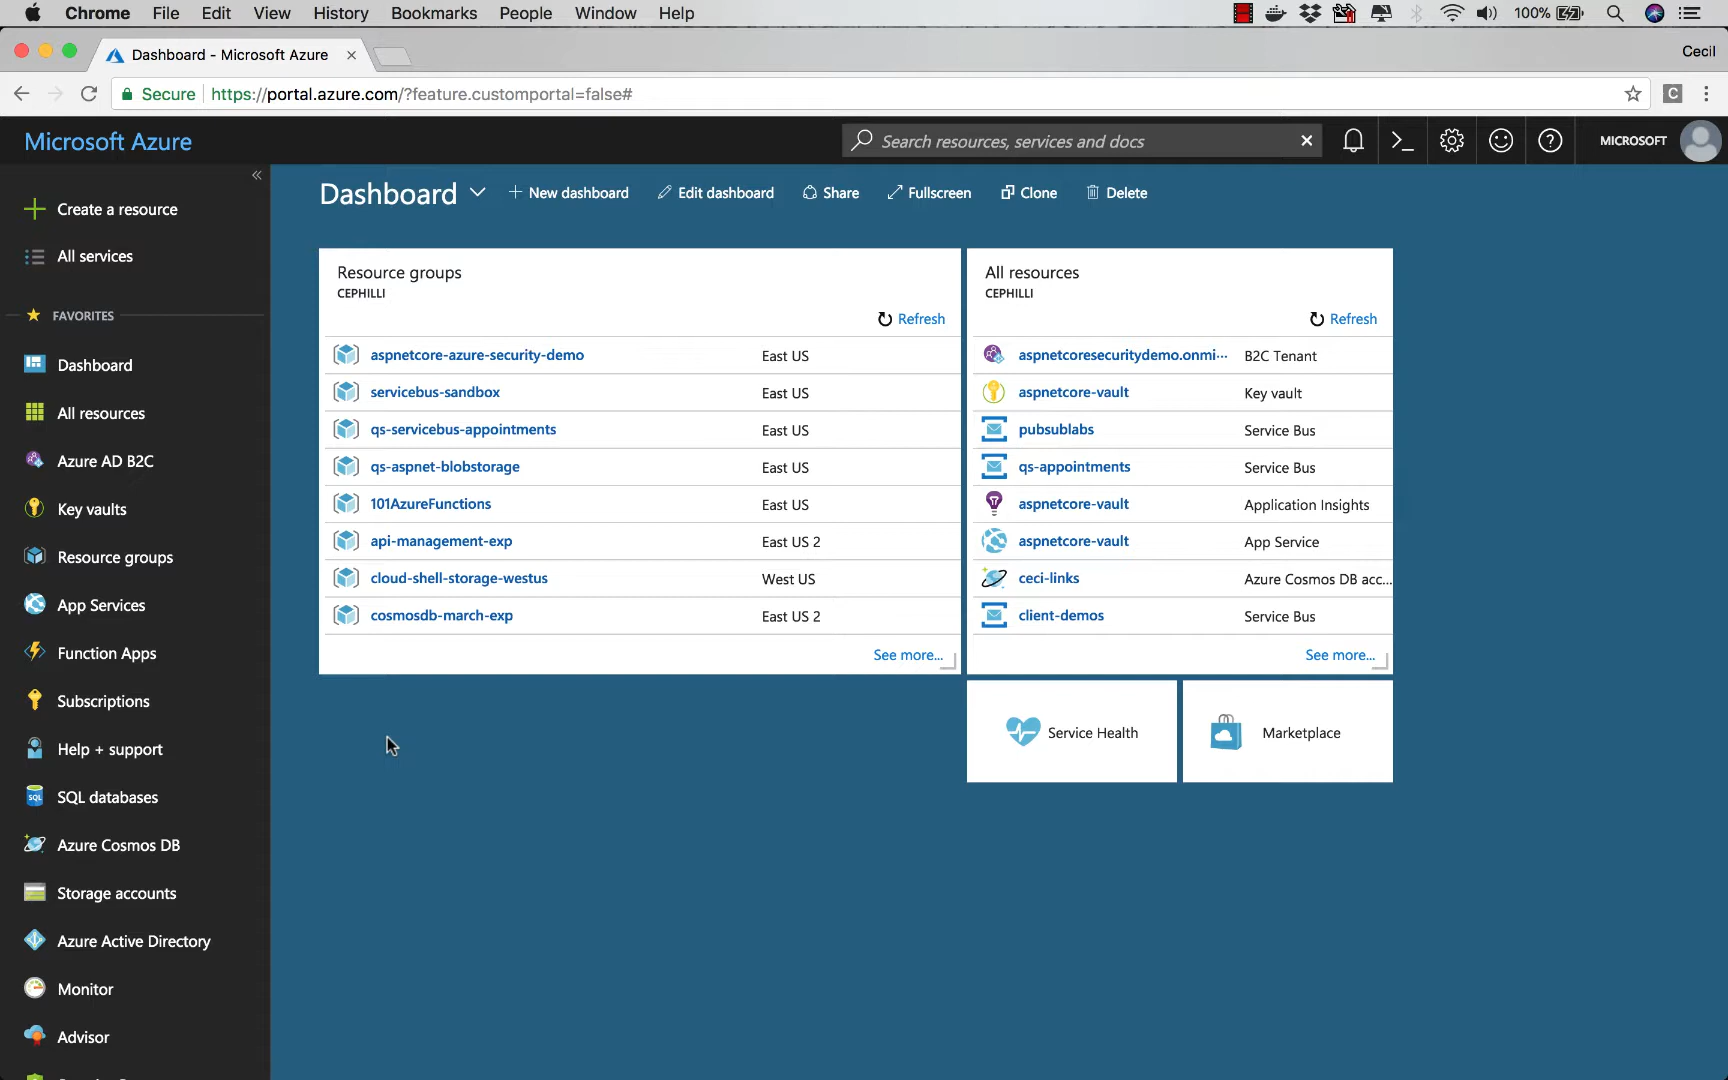 Chrome File Edit View History Bookmarks People Window Help 100%
Dashboard - Microsoft Azure
Cecil
Secure https://portal.azure.com/?feature.customportal=false#
C
Microsoft Azure
Search resources, services and docs
MICROSOFT
Create a resource
All services
FAVORITES
Dashboard
All resources
Azure AD B2C
Key vaults
Resource groups
App Services
Function Apps
Subscriptions
Help + support
SQL databases
Azure Cosmos DB
Storage accounts
Azure Active Directory
Monitor
Advisor
Dashboard New dashboard Edit dashboard Share Fullscreen Clone Delete
Resource groups
CEPHILLI
Refresh
aspnetcore-azure-security-demo East US
servicebus-sandbox East US
qs-servicebus-appointments East US
qs-aspnet-blobstorage East US
101AzureFunctions East US
api-management-exp East US 2
cloud-shell-storage-westus West US
cosmosdb-march-exp East US 2
See more...
All resources
CEPHILLI
Refresh
aspnetcoresecuritydemo.onmi... B2C Tenant
aspnetcore-vault Key vault
pubsublabs Service Bus
qs-appointments Service Bus
aspnetcore-vault Application Insights
aspnetcore-vault App Service
ceci-links Azure Cosmos DB acc...
client-demos Service Bus
See more...
Service Health
Marketplace